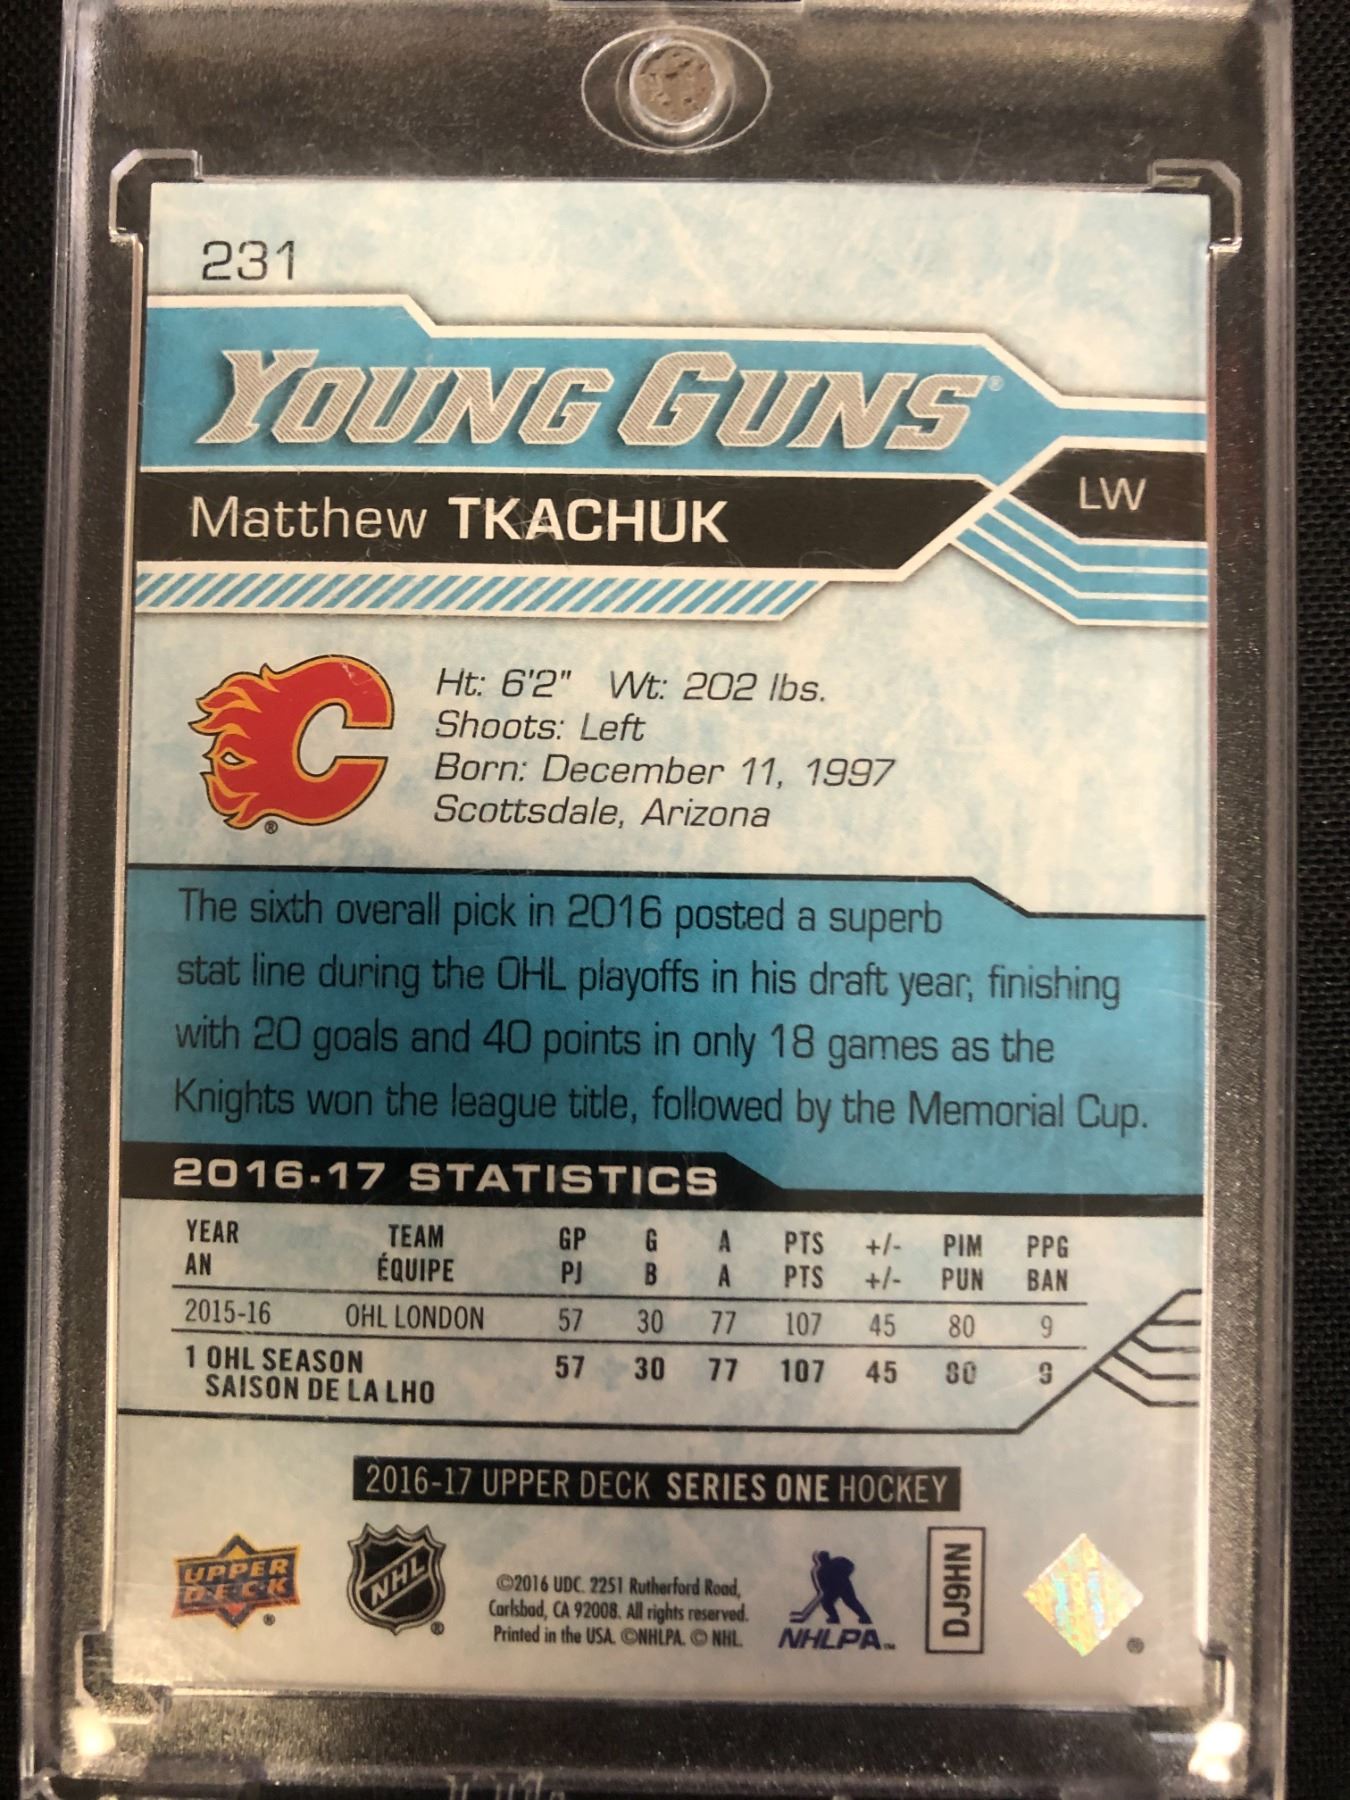 231
YOUNG GUNS®
Matthew TKACHUK
LW
Ht: 6'2" Wt: 202 lbs.
Shoots: Left
Born: December 11, 1997
Scottsdale, Arizona
®
The sixth overall pick in 2016 posted a superb
stat line during the OHL playoffs in his draft year, finishing
with 20 goals and 40 points in only 18 games as the
Knights won the league title, followed by the Memorial Cup.
2016-17 STATISTICS
YEAR TEAM GP G A PTS +/- PIM PPG
AN ÉQUIPE PJ B A PTS +/- PUN BAN
2015-16 OHL LONDON 57 30 77 107 45 80 9
1 OHL SEASON 57 30 77 107 45 80 9
SAISON DE LA LHO
2016-17 UPPER DECK SERIES ONE HOCKEY
UPPER
DECK®
NHL®
©2016 UDC. 2251 Rutherford Road,
Carlsbad, CA 92008. All rights reserved.
Printed in the USA. ©NHLPA. © NHL.
NHLPA™
DJ9HN
®